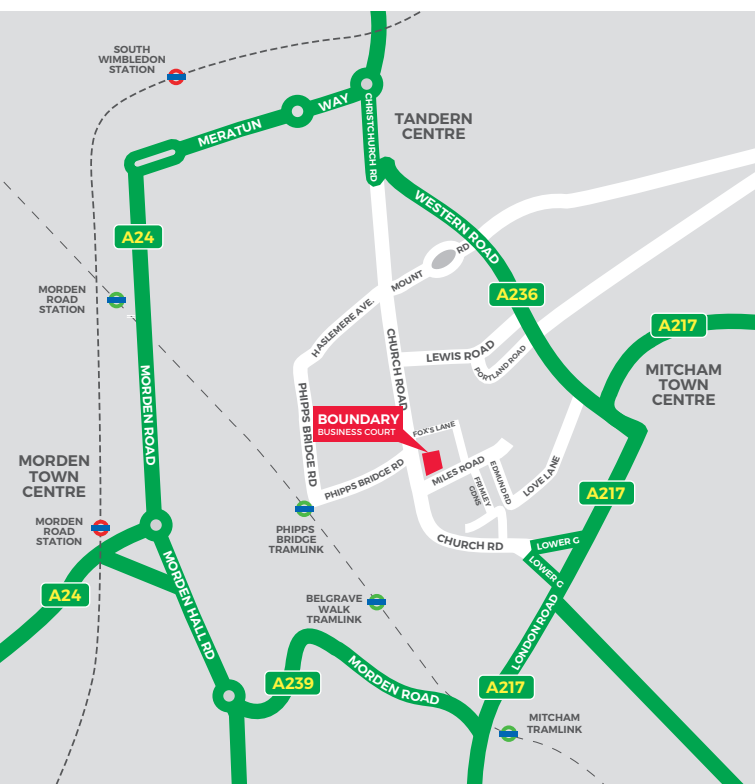 SOUTH
WIMBLEDON
STATION
MERATUN
WAY
CHRISTCHURCH RD
TANDERN
CENTRE
WESTERN ROAD
A24
MOUNT
RD
MORDEN
ROAD
STATION
A236
HASLEMERE AVE.
A217
CHURCH ROAD
LEWIS ROAD
PORTLAND ROAD
MITCHAM
TOWN
CENTRE
MORDEN ROAD
PHIPPS BRIDGE RD
BOUNDARY
BUSINESS COURT
FOX'S LANE
MORDEN
TOWN
CENTRE
PHIPPS BRIDGE RD
MILES ROAD
FRIMLEY
GDNS
EDMUND RD
LOVE LANE
A217
MORDEN
ROAD
STATION
PHIPPS
BRIDGE
TRAMLINK
CHURCH RD
LOWER G
LOWER G
A24
MORDEN HALL RD
BELGRAVE
WALK
TRAMLINK
LONDON ROAD
A239
MORDEN ROAD
A217
MITCHAM
TRAMLINK